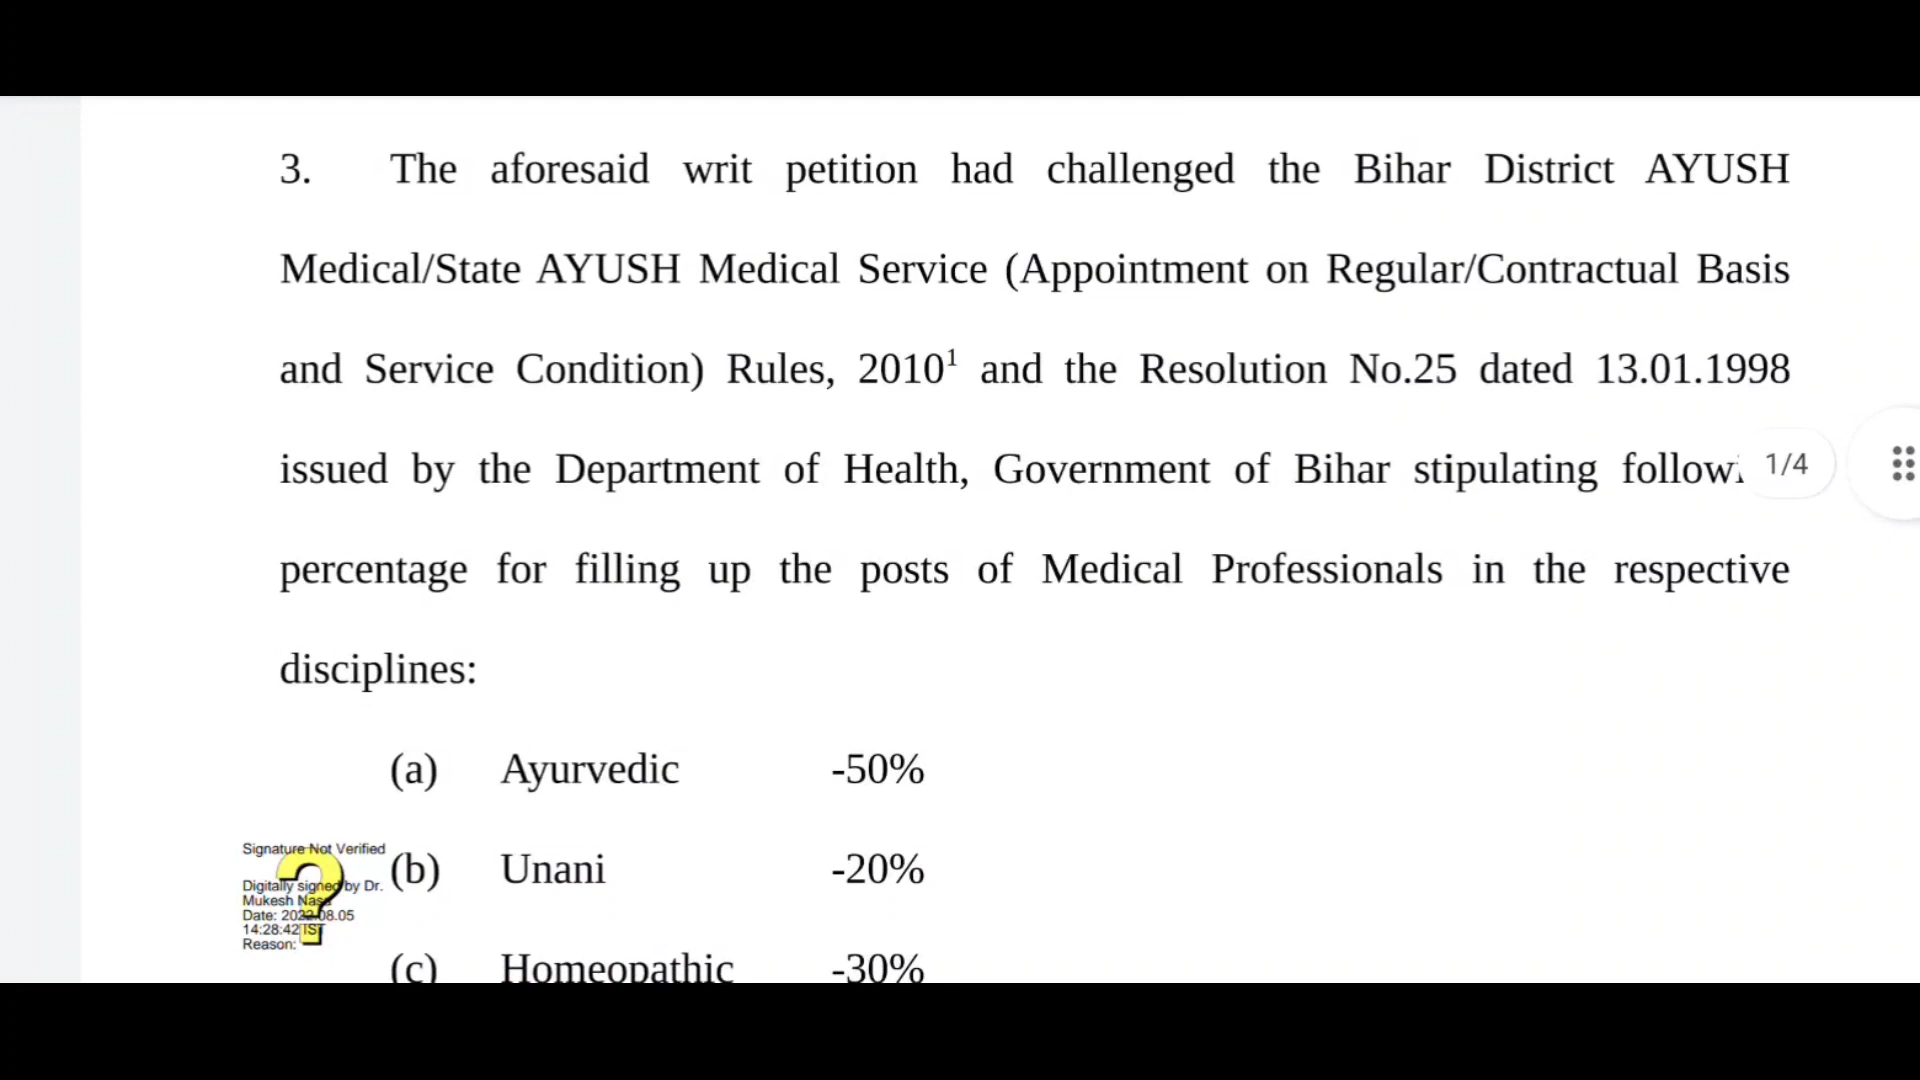 3. The aforesaid writ petition had challenged the Bihar District AYUSH
Medical/State AYUSH Medical Service (Appointment on Regular/Contractual Basis
and Service Condition) Rules, 2010¹ and the Resolution No.25 dated 13.01.1998
issued by the Department of Health, Government of Bihar stipulating
1/4
percentage for filling up the posts of Medical Professionals in the respective
disciplines:
(a) Ayurvedic -50%
Signature Not Verified
(b) Unani -20%
Digitally signed by Dr.
Mukesh
Date: 2022.08.05
14:28:42 IST
Reason:
(c) Homeopathic -30%